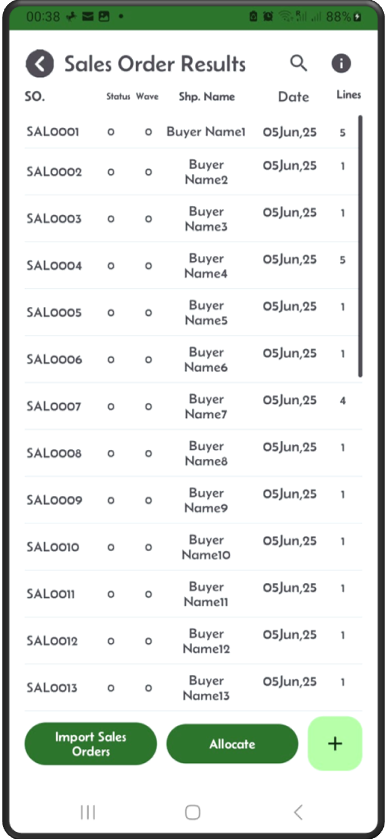 00:38 88%
Sales Order Results
SO. Status Wave Shp. Name Date Lines
SAL0001 0 0 Buyer Name1 05Jun,25 5
SAL0002 0 0 Buyer Name2 05Jun,25 1
SAL0003 0 0 Buyer Name3 05Jun,25 1
SAL0004 0 0 Buyer Name4 05Jun,25 5
SAL0005 0 0 Buyer Name5 05Jun,25 1
SAL0006 0 0 Buyer Name6 05Jun,25 1
SAL0007 0 0 Buyer Name7 05Jun,25 4
SAL0008 0 0 Buyer Name8 05Jun,25 1
SAL0009 0 0 Buyer Name9 05Jun,25 1
SAL0010 0 0 Buyer Name10 05Jun,25 1
SAL0011 0 0 Buyer Name11 05Jun,25 1
SAL0012 0 0 Buyer Name12 05Jun,25 1
SAL0013 0 0 Buyer Name13 05Jun,25 1
Import Sales
Orders
Allocate
+